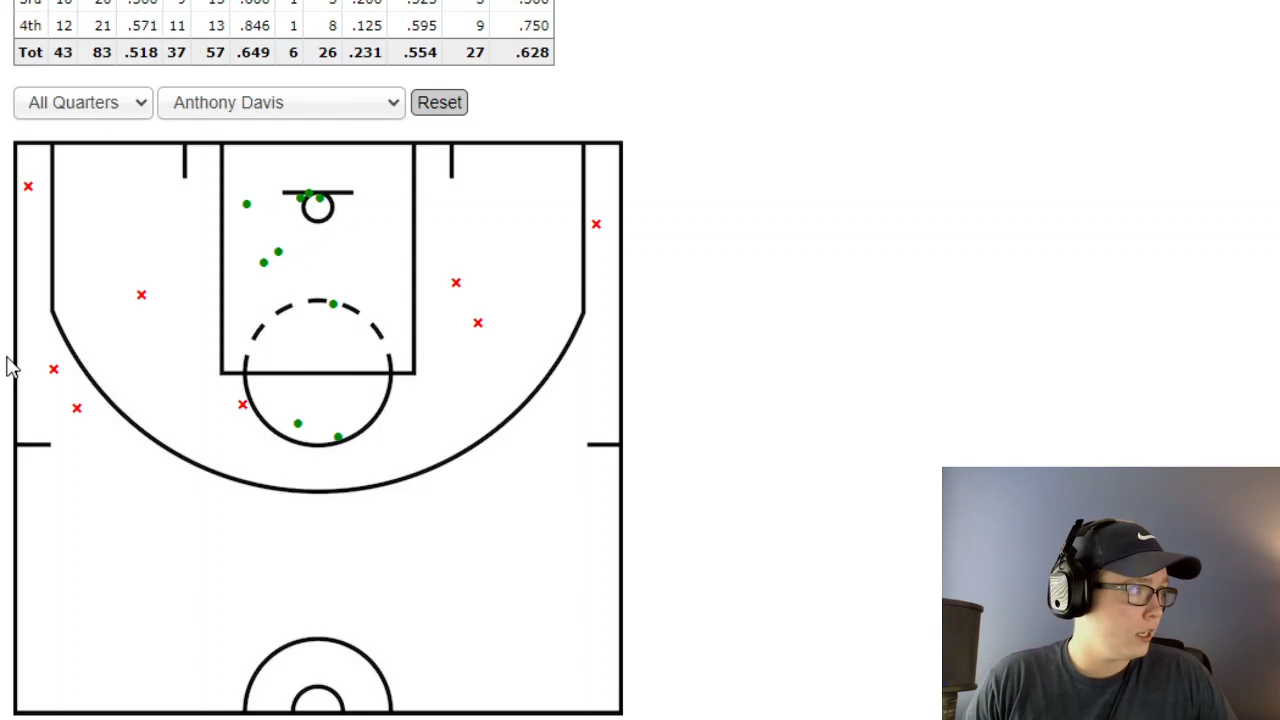 4th 12 21 .571 11 13 .846 1 8 .125 .595 9 .750
Tot 43 83 .518 37 57 .649 6 26 .231 .554 27 .628
All Quarters Anthony Davis Reset